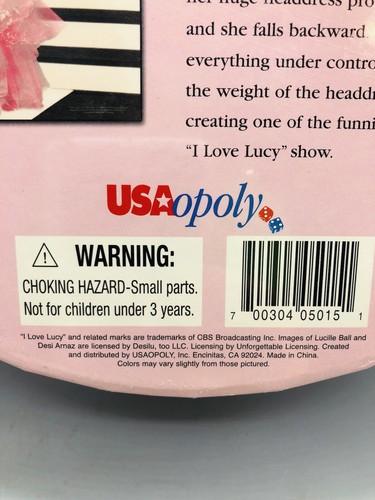 her huge headdress pro
and she falls backward.
everything under contro
the weight of the headdr
creating one of the funni
"I Love Lucy" show.
USAopoly
WARNING:
CHOKING HAZARD-Small parts.
Not for children under 3 years.
7 00304 05015 1
"I Love Lucy" and related marks are trademarks of CBS Broadcasting Inc. Images of Lucille Ball and
Desi Arnaz are licensed by Desilu, too LLC. Licensing by Unforgettable Licensing. Created
and distributed by USAOPOLY, Inc. Encinitas, CA 92024. Made in China.
Colors may vary slightly from those pictured.